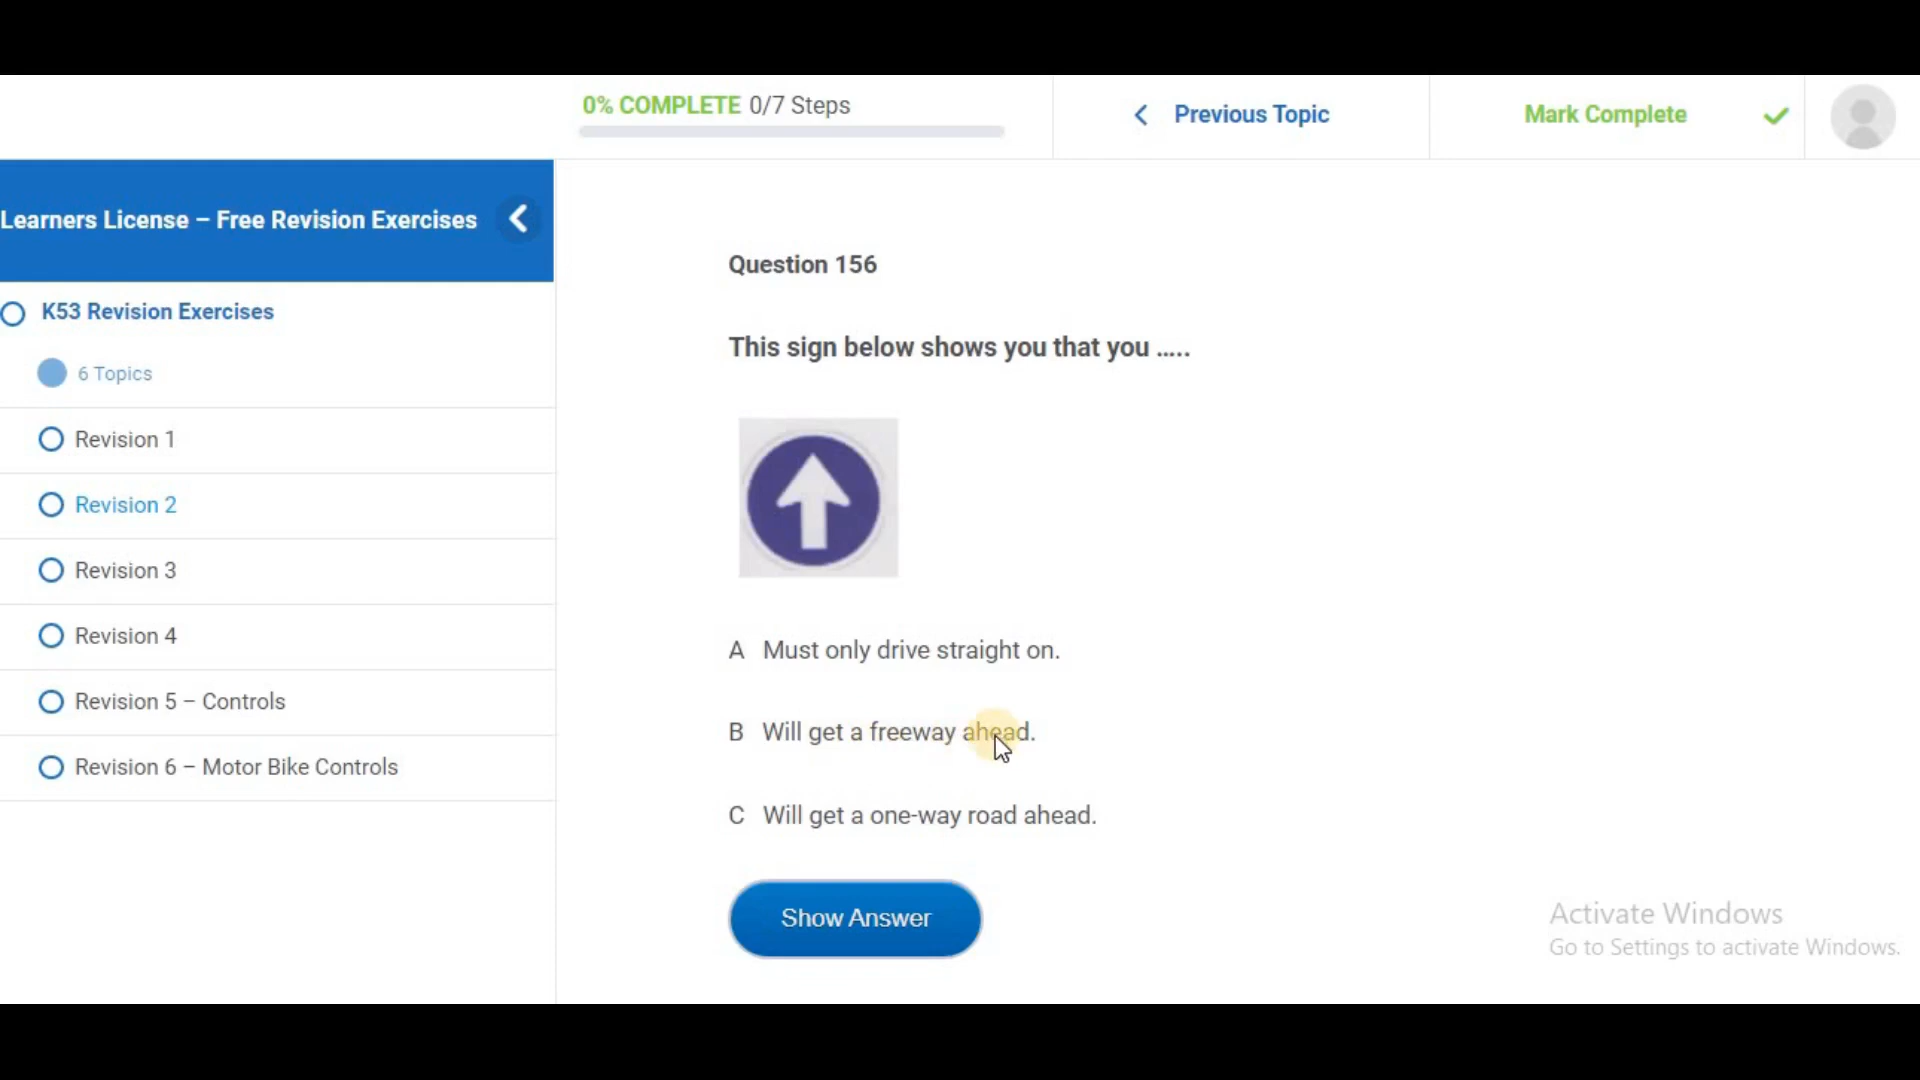 0% COMPLETE 0/7 Steps
Previous Topic
Mark Complete
Learners License – Free Revision Exercises
K53 Revision Exercises
6 Topics
Revision 1
Revision 2
Revision 3
Revision 4
Revision 5 – Controls
Revision 6 – Motor Bike Controls
Question 156
This sign below shows you that you .....
A Must only drive straight on.
B Will get a freeway ahead.
C Will get a one-way road ahead.
Show Answer
Activate Windows
Go to Settings to activate Windows.